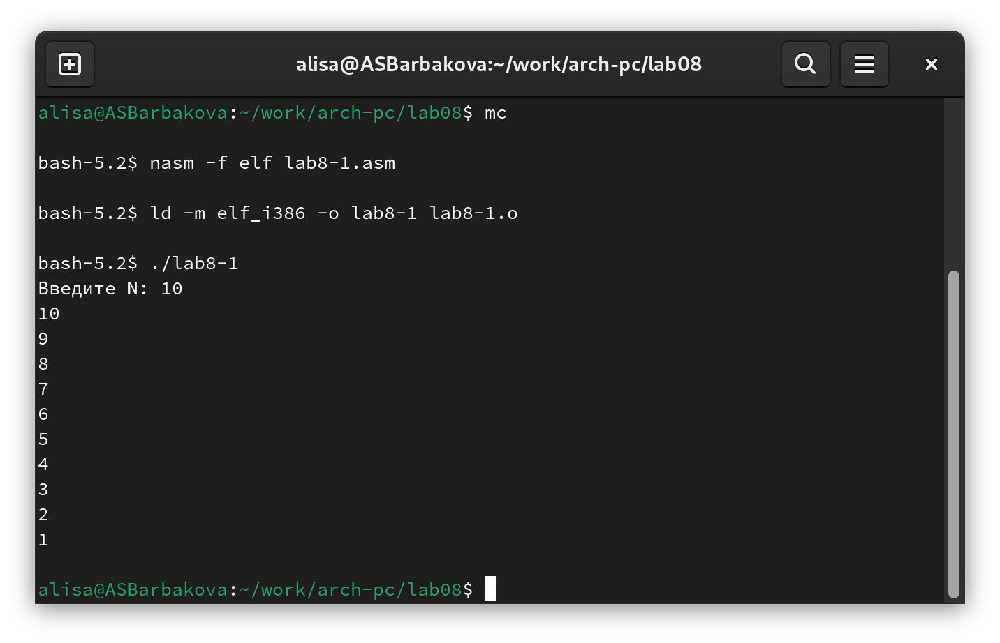 alisa@ASBarbakova:~/work/arch-pc/lab08
alisa@ASBarbakova:~/work/arch-pc/lab08$ mc
bash-5.2$ nasm -f elf lab8-1.asm
bash-5.2$ ld -m elf_i386 -o lab8-1 lab8-1.o
bash-5.2$ ./lab8-1
Введите N: 10
10
9
8
7
6
5
4
3
2
1
alisa@ASBarbakova:~/work/arch-pc/lab08$